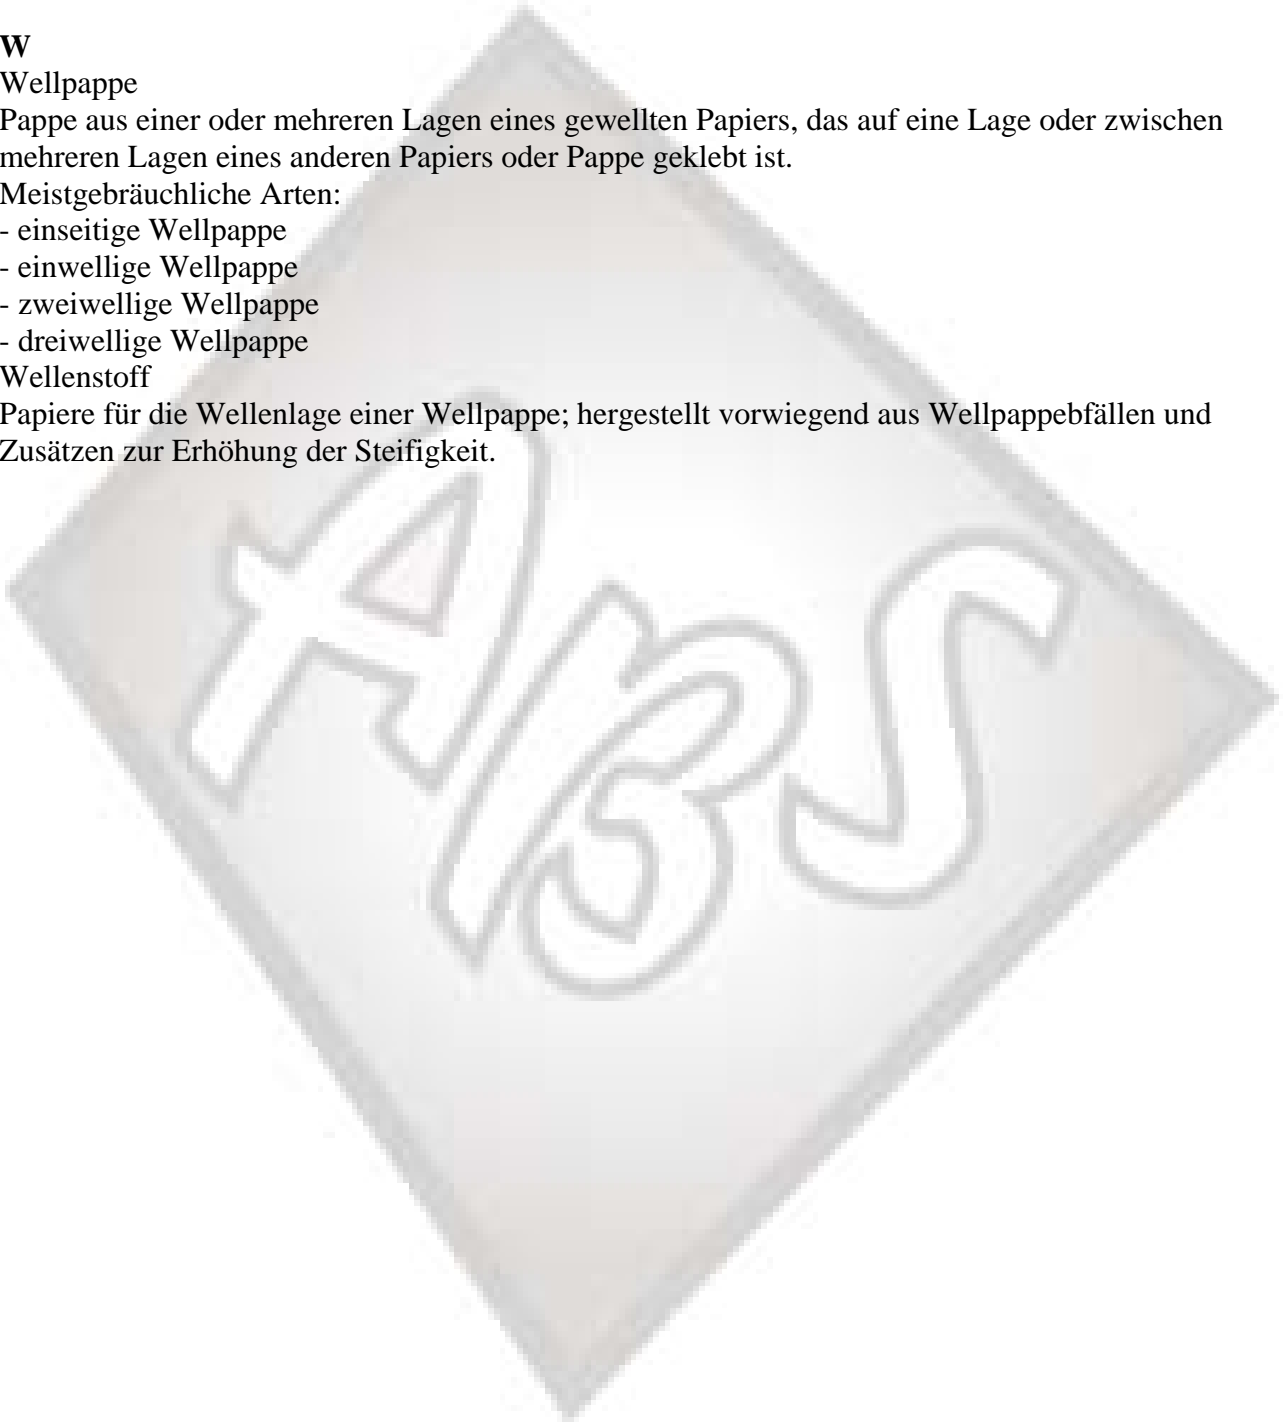 W
Wellpappe
Pappe aus einer oder mehreren Lagen eines gewellten Papiers, das auf eine Lage oder zwischen
mehreren Lagen eines anderen Papiers oder Pappe geklebt ist.
Meistgebräuchliche Arten:
- einseitige Wellpappe
- einwellige Wellpappe
- zweiwellige Wellpappe
- dreiwellige Wellpappe
Wellenstoff
Papiere für die Wellenlage einer Wellpappe; hergestellt vorwiegend aus Wellpappebfällen und
Zusätzen zur Erhöhung der Steifigkeit.
ABS